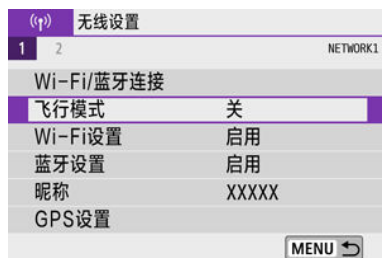 无线设置
1 2 NETWORK1
Wi-Fi/蓝牙连接
飞行模式 关
Wi-Fi设置 启用
蓝牙设置 启用
昵称 XXXXX
GPS设置
MENU